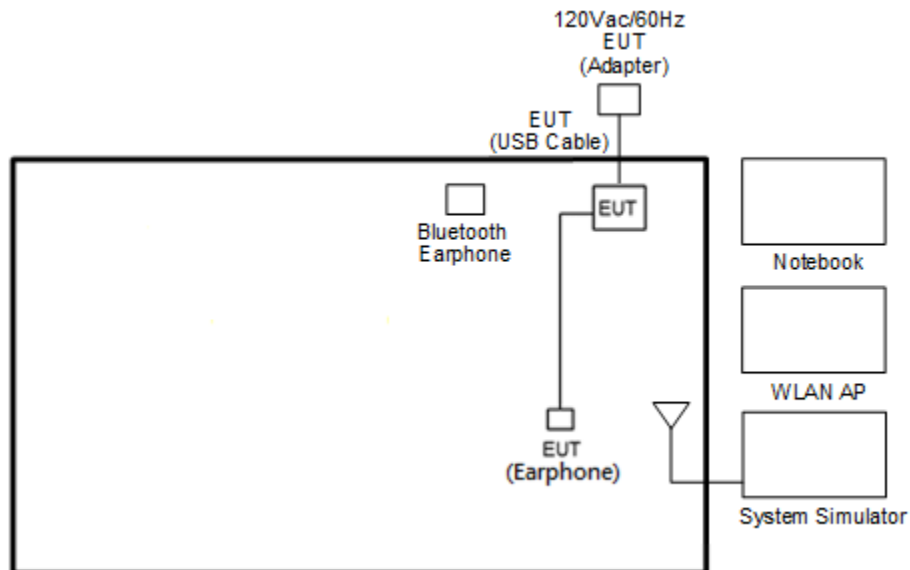 120Vac/60Hz
EUT
(Adapter)
EUT
(USB Cable)
EUT
Bluetooth
Earphone
Notebook
WLAN AP
EUT
(Earphone)
System Simulator